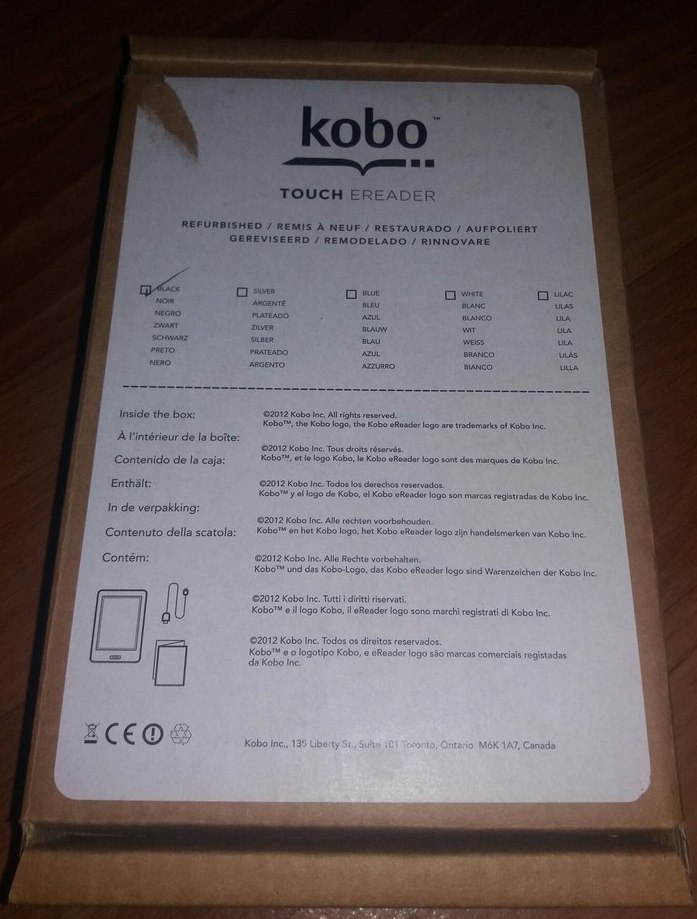 kobo™
TOUCH EREADER
REFURBISHED / REMIS À NEUF / RESTAURADO / AUFPOLIERT
GEREVISEERD / REMODELADO / RINNOVARE
BLACK SILVER BLUE WHITE LILAC
NOIR ARGENTÉ BLEU BLANC LILAS
NEGRO PLATEADO AZUL BLANCO LILA
ZWART ZILVER BLAUW WIT LILA
SCHWARZ SILBER BLAU WEISS LILA
PRETO PRATEADO AZUL BRANCO LILÁS
NERO ARGENTO AZZURRO BIANCO LILLA
Inside the box:
À l'intérieur de la boîte:
Contenido de la caja:
Enthält:
In de verpakking:
Contenuto della scatola:
Contém:
©2012 Kobo Inc. All rights reserved.
Kobo™, the Kobo logo, the Kobo eReader logo are trademarks of Kobo Inc.
©2012 Kobo Inc. Tous droits réservés.
Kobo™, et le logo Kobo, le Kobo eReader logo sont des marques de Kobo Inc.
©2012 Kobo Inc. Todos los derechos reservados.
Kobo™ y el logo de Kobo, el Kobo eReader logo son marcas registradas de Kobo Inc.
©2012 Kobo Inc. Alle rechten voorbehouden.
Kobo™ en het Kobo logo, het Kobo eReader logo zijn handelsmerken van Kobo Inc.
©2012 Kobo Inc. Alle Rechte vorbehalten.
Kobo™ und das Kobo-Logo, das Kobo eReader logo sind Warenzeichen der Kobo Inc.
©2012 Kobo Inc. Tutti i diritti riservati.
Kobo™ e il logo Kobo, il eReader logo sono marchi registrati di Kobo Inc.
©2012 Kobo Inc. Todos os direitos reservados.
Kobo™ e o logotipo Kobo, e eReader logo são marcas comerciais registadas
da Kobo Inc.
CE
Kobo Inc., 135 Liberty St., Suite 101 Toronto, Ontario M6K 1A7, Canada